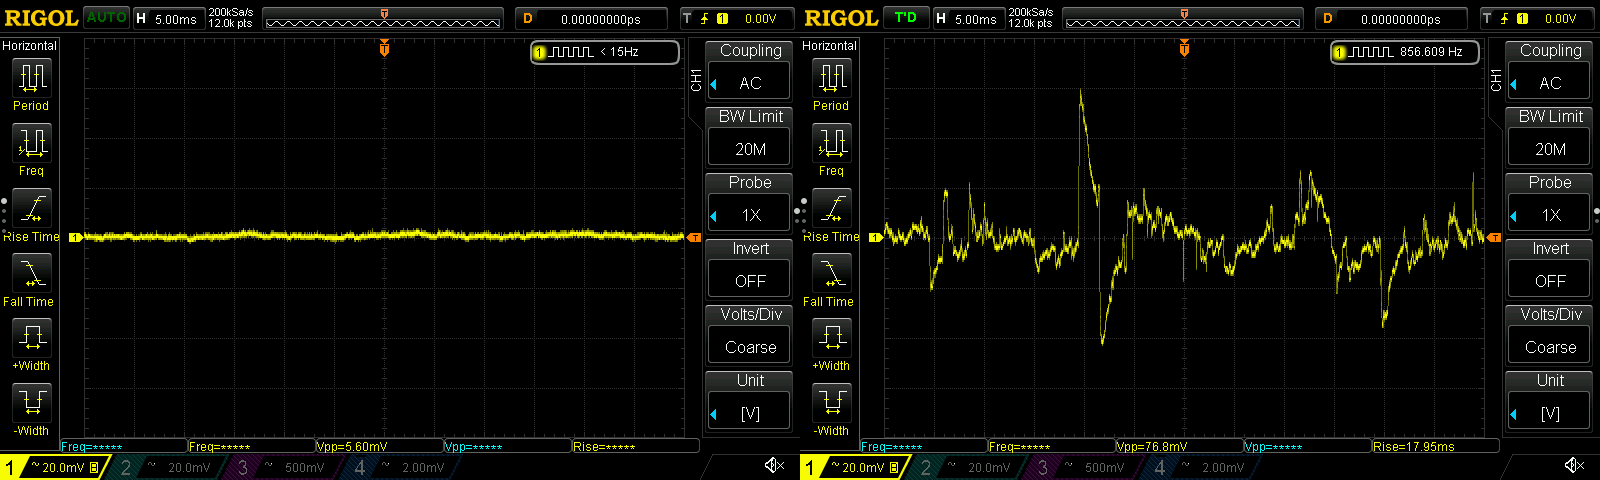 RIGOL AUTO H 5.00ms 200kSa/s 12.0k pts T D 0.00000000ps T 1 0.00V
Horizontal
Period
Freq
Rise Time
Fall Time
+Width
-Width
T
1 < 15Hz
1
T
CH1
Coupling
AC
BW Limit
20M
Probe
1X
Invert
OFF
Volts/Div
Coarse
Unit
[V]
Freq=***** Freq=***** Vpp=5.60mV Vpp=***** Rise=*****
1 ~ 20.0mV B 2 ~ 20.0mV 3 ~ 500mV 4 ~ 2.00V
RIGOL T'D H 5.00ms 200kSa/s 12.0k pts T D 0.00000000ps T 1 0.00V
Horizontal
Period
Freq
Rise Time
Fall Time
+Width
-Width
T
1 856.609 Hz
1
T
CH1
Coupling
AC
BW Limit
20M
Probe
1X
Invert
OFF
Volts/Div
Coarse
Unit
[V]
Freq=***** Freq=***** Vpp=76.8mV Vpp=***** Rise=17.95ms
1 ~ 20.0mV B 2 ~ 20.0mV 3 ~ 500mV 4 ~ 2.00V